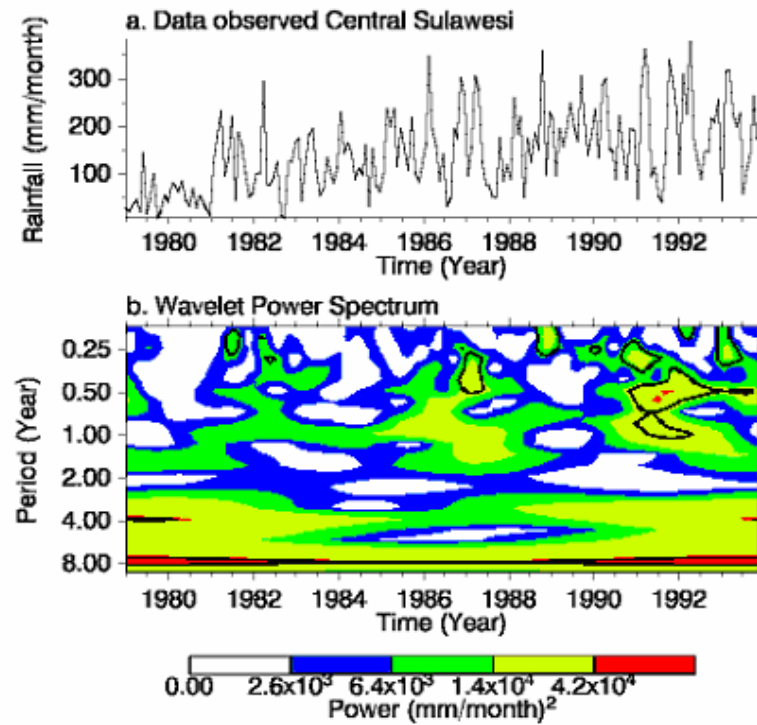 a. Data observed Central Sulawesi
Rainfall (mm/month)
300
200
100
1980 1982 1984 1986 1988 1990 1992
Time (Year)
b. Wavelet Power Spectrum
Period (Year)
0.25
0.50
1.00
2.00
4.00
8.00
1980 1982 1984 1986 1988 1990 1992
Time (Year)
0.00 2.6x10³ 6.4x10³ 1.4x10⁴ 4.2x10⁴
Power (mm/month)²